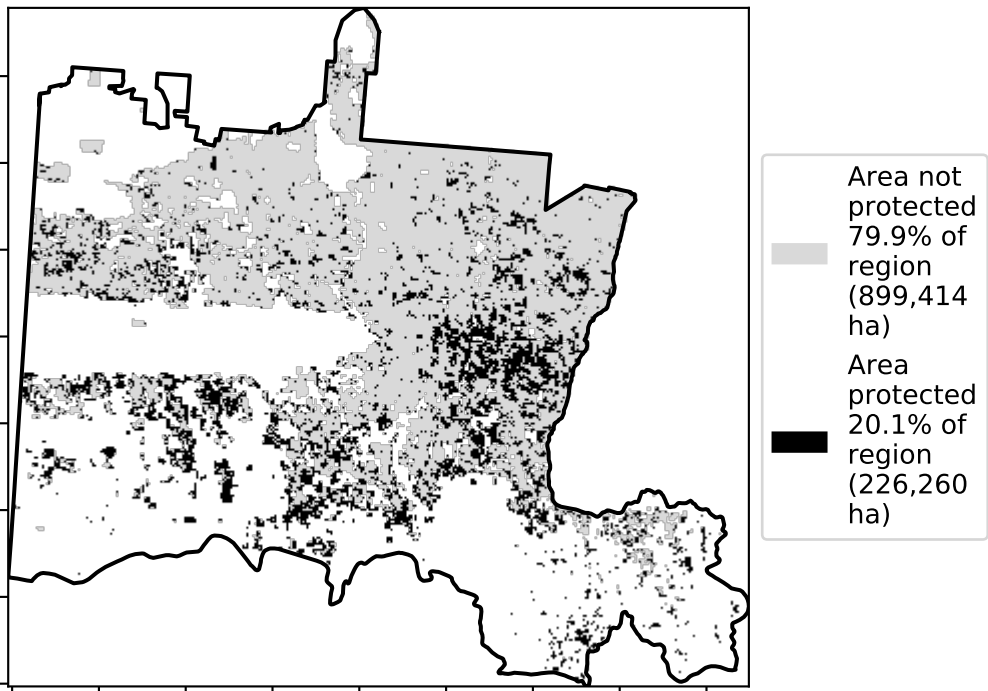 Area not
protected
79.9% of
region
(899,414
ha)
Area
protected
20.1% of
region
(226,260
ha)